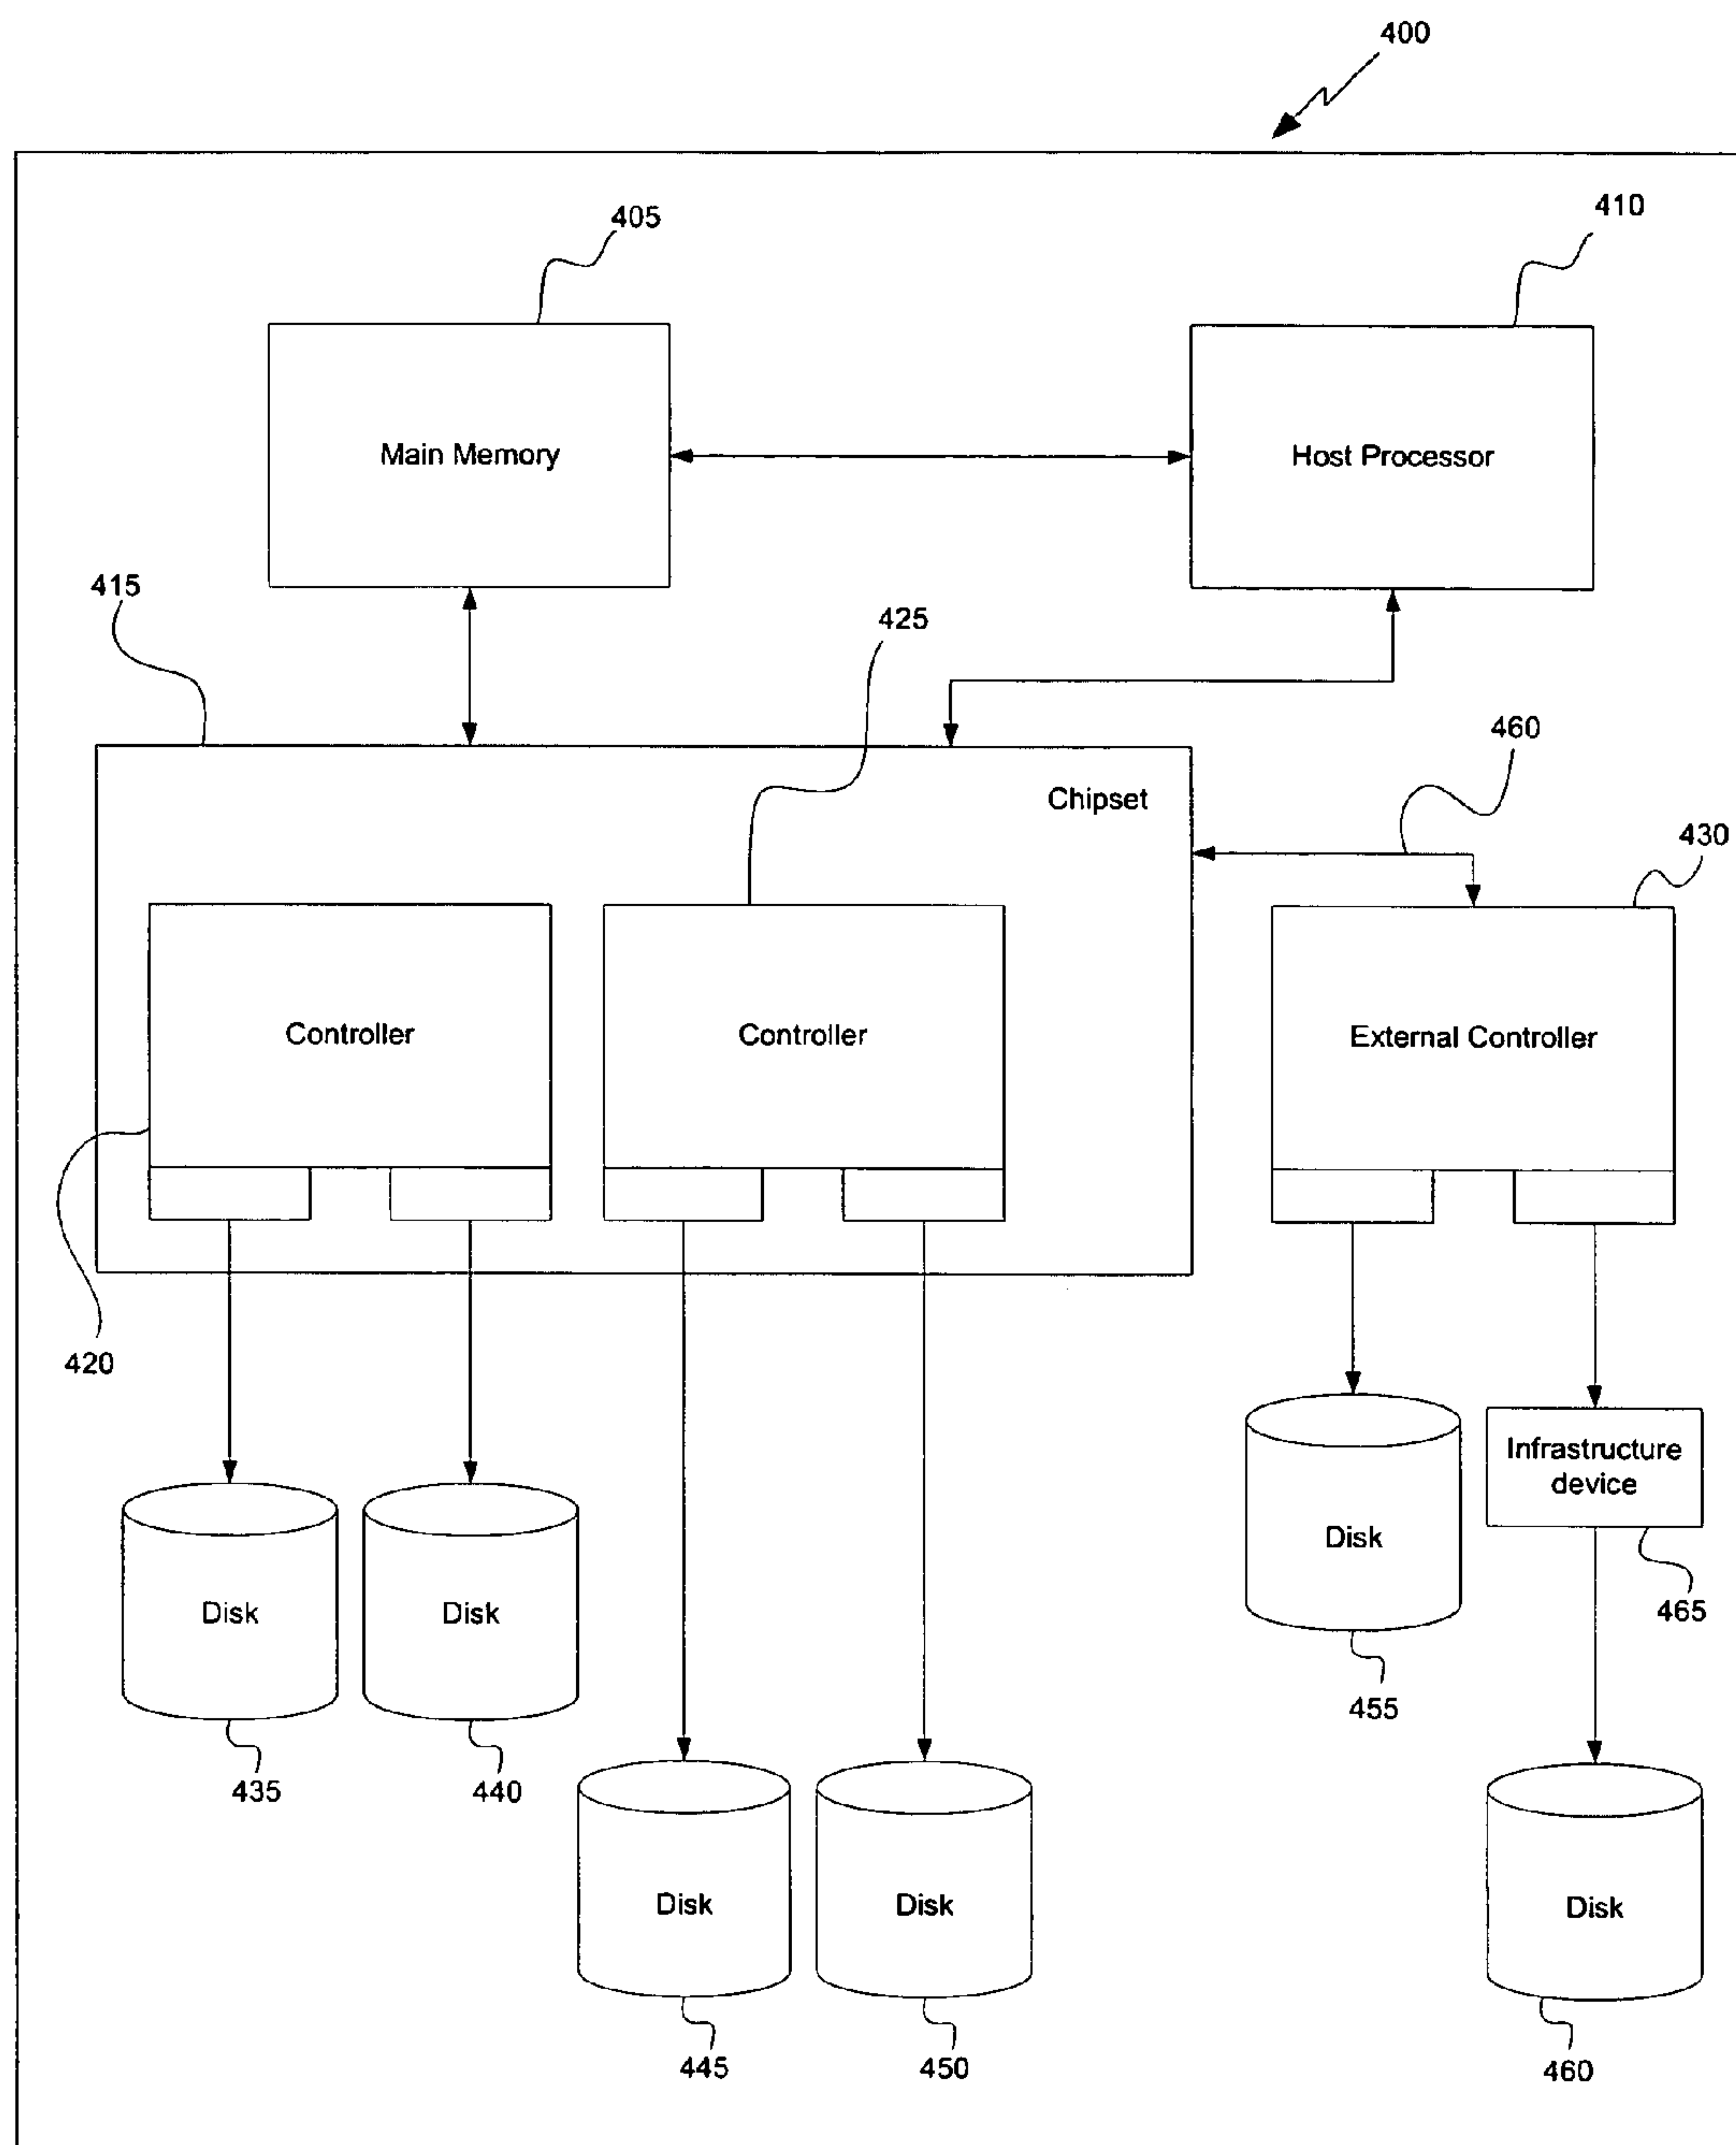 400
405
410
Main Memory
Host Processor
415
425
460
Chipset
430
Controller
Controller
External Controller
420
Infrastructure
device
Disk
465
Disk
Disk
455
435
440
Disk
Disk
Disk
445
450
460